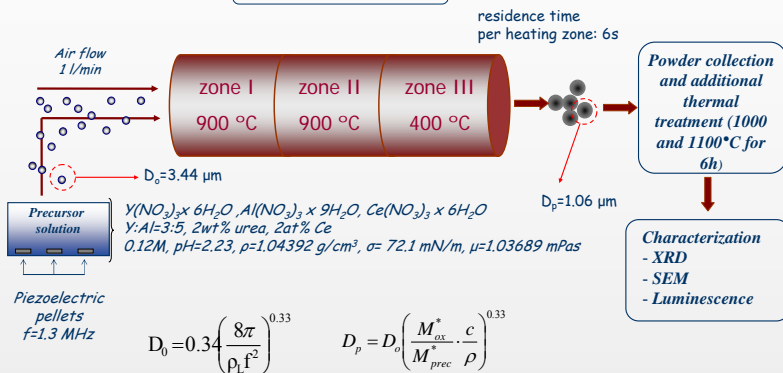 residence time
per heating zone: 6s
Air flow
1 l/min
zone I
900 °C
zone II
900 °C
zone III
400 °C
Powder collection
and additional
thermal
treatment (1000
and 1100°C for
6h)
Do=3.44 μm
Dp=1.06 μm
Precursor
solution
Y(NO3)3x 6H2O ,Al(NO3)3 x 9H2O, Ce(NO3)3 x 6H2O
Y:Al=3:5, 2wt% urea, 2at% Ce
0.12M, pH=2.23, ρ=1.04392 g/cm³, σ= 72.1 mN/m, μ=1.03689 mPas
Characterization
- XRD
- SEM
- Luminescence
Piezoelectric
pellets
f=1.3 MHz
D0 = 0.34(8π / ρLf²)^0.33
Dp = Do(M*ox / M*prec · c / ρ)^0.33